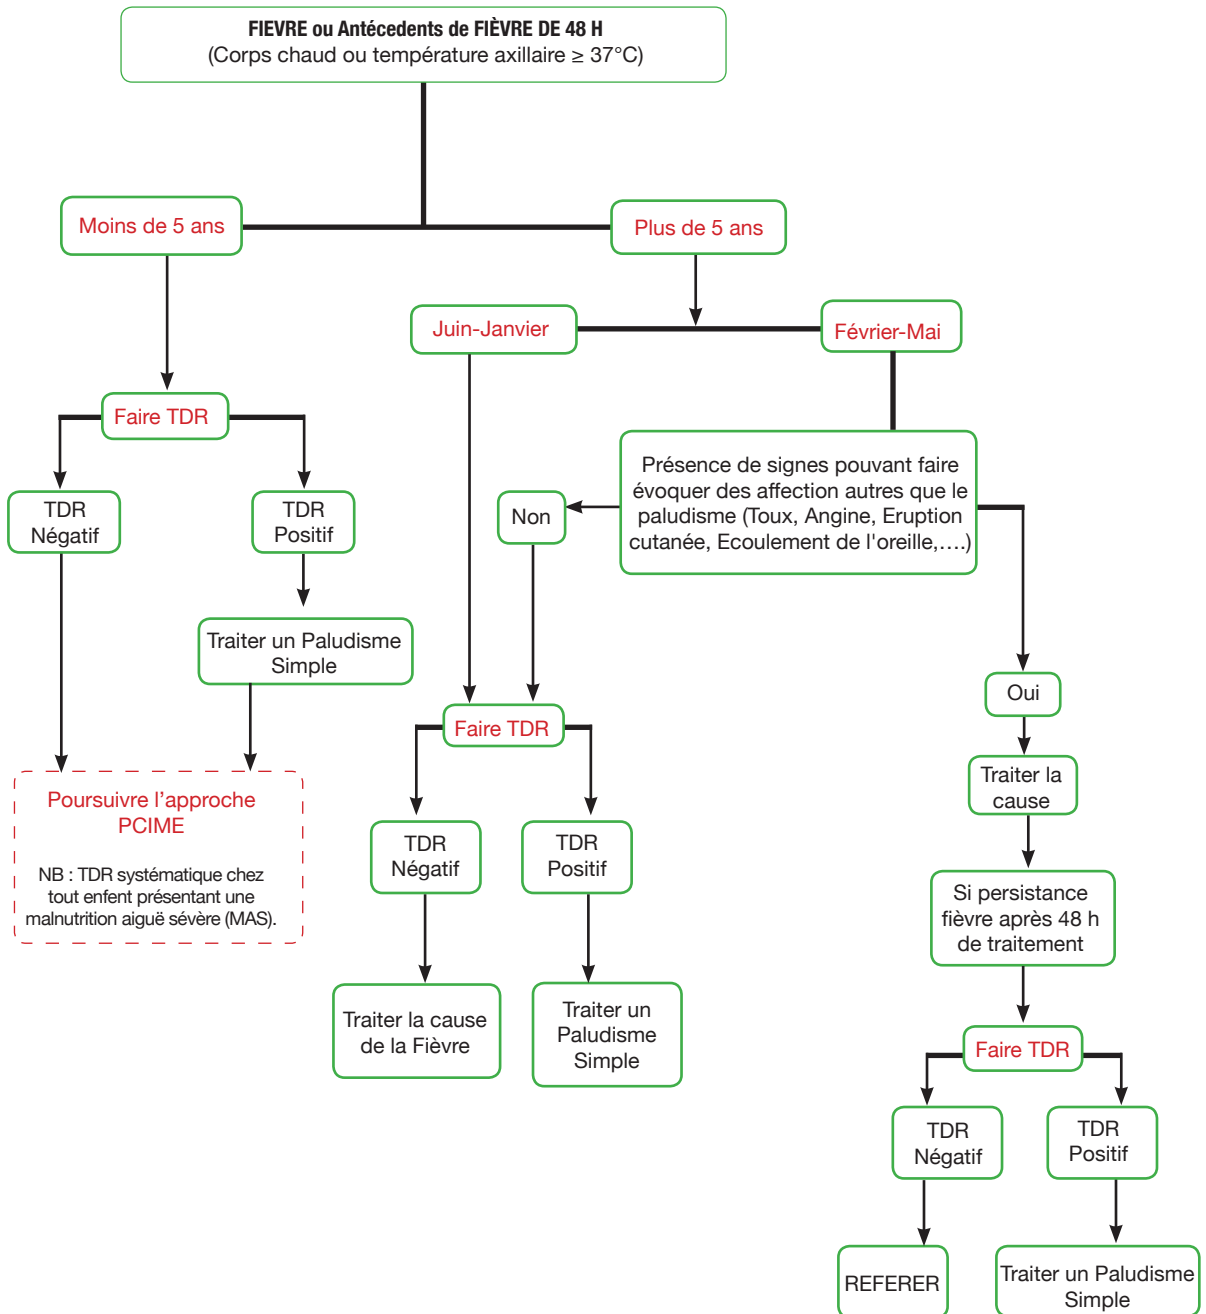 FIEVRE ou Antécedents de FIÈVRE DE 48 H
(Corps chaud ou température axillaire ≥ 37°C)
Moins de 5 ans
Plus de 5 ans
Juin-Janvier
Février-Mai
Faire TDR
TDR
Négatif
TDR
Positif
Présence de signes pouvant faire
évoquer des affection autres que le
paludisme (Toux, Angine, Eruption
cutanée, Ecoulement de l'oreille,....)
Non
Traiter un Paludisme
Simple
Oui
Faire TDR
Poursuivre l'approche
PCIME
NB : TDR systématique chez
tout enfent présentant une
malnutrition aiguë sévère (MAS).
Traiter la
cause
TDR
Négatif
TDR
Positif
Si persistance
fièvre après 48 h
de traitement
Traiter la cause
de la Fièvre
Traiter un
Paludisme
Simple
Faire TDR
TDR
Négatif
TDR
Positif
REFERER
Traiter un Paludisme
Simple